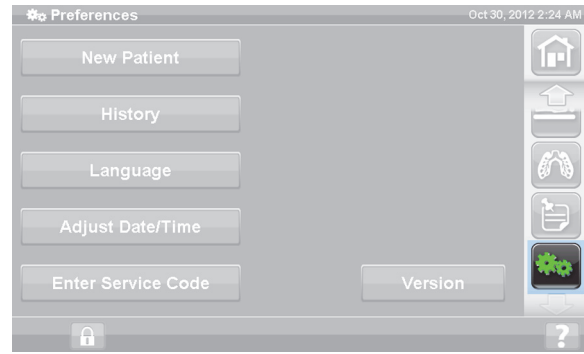 Preferences
Oct 30, 2012 2:24 AM
New Patient
History
Language
Adjust Date/Time
Enter Service Code
Version
?